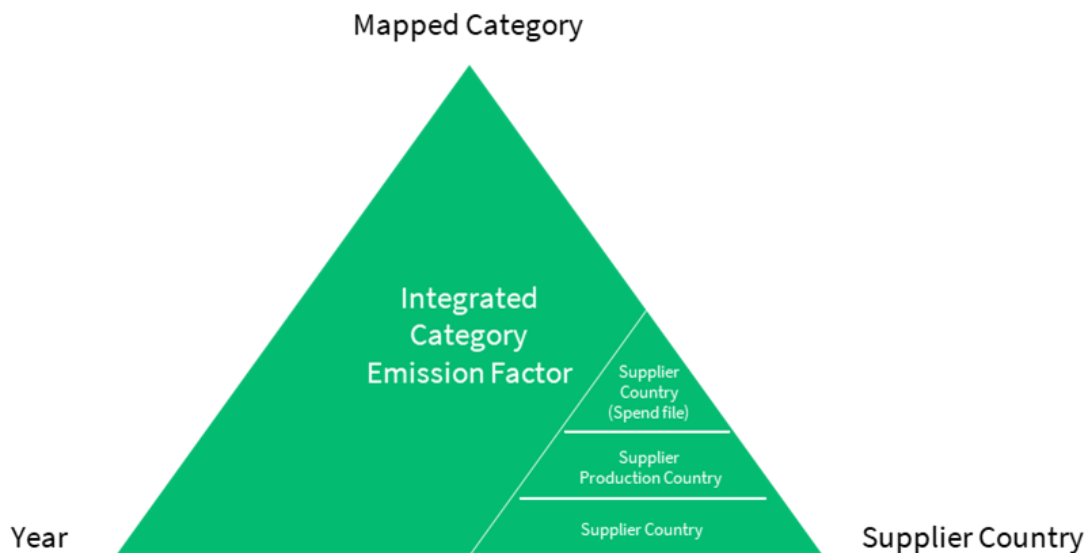 Mapped Category
Integrated
Category
Emission Factor
Supplier
Country
(Spend file)
Supplier
Production Country
Supplier Country
Year
Supplier Country